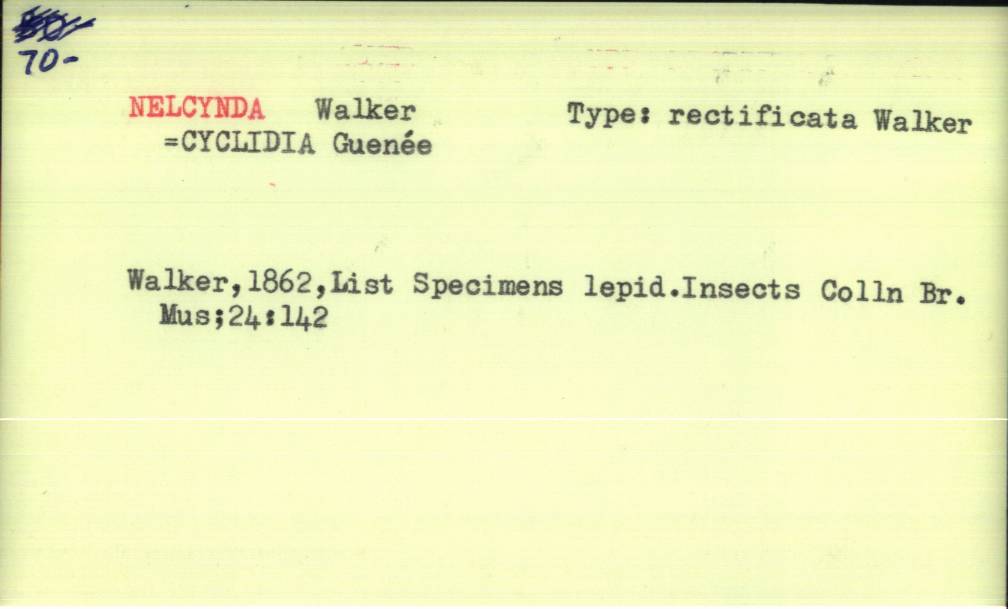 70-
NELCYNDA Walker Type: rectificata Walker
=CYCLIDIA Guenée
Walker,1862,List Specimens lepid.Insects Colln Br.
Mus;24:142